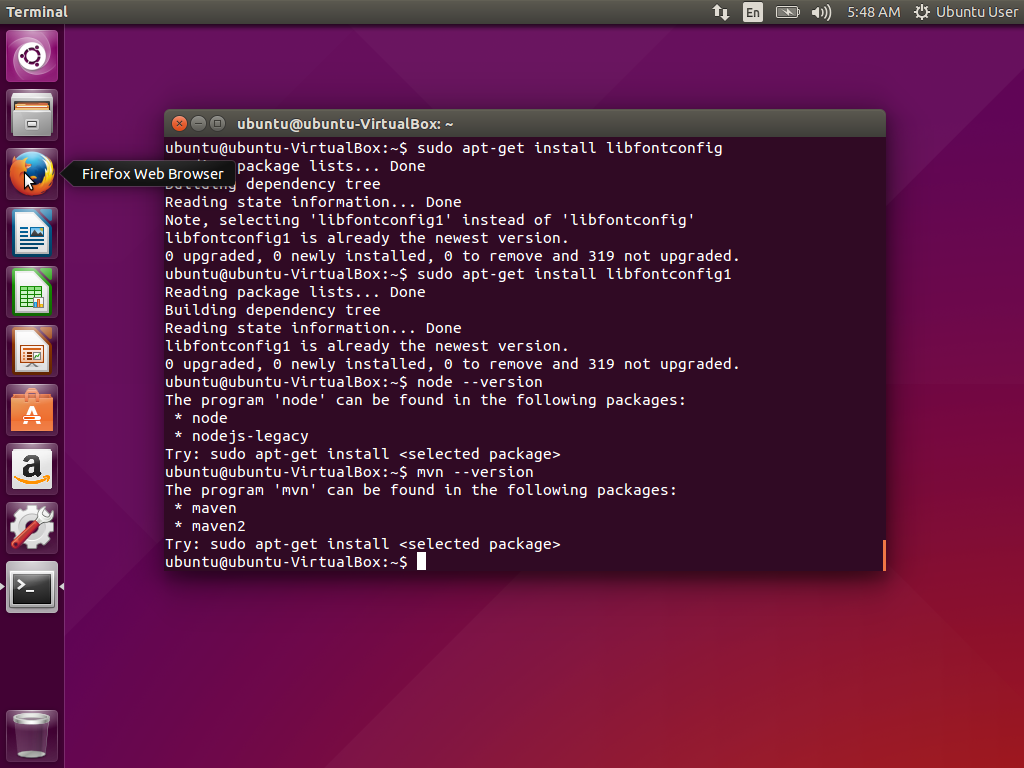 Terminal
En
5:48 AM
Ubuntu User
ubuntu@ubuntu-VirtualBox: ~
ubuntu@ubuntu-VirtualBox:~$ sudo apt-get install libfontconfig
package lists... Done
Firefox Web Browser
dependency tree
Reading state information... Done
Note, selecting 'libfontconfig1' instead of 'libfontconfig'
libfontconfig1 is already the newest version.
0 upgraded, 0 newly installed, 0 to remove and 319 not upgraded.
ubuntu@ubuntu-VirtualBox:~$ sudo apt-get install libfontconfig1
Reading package lists... Done
Building dependency tree
Reading state information... Done
libfontconfig1 is already the newest version.
0 upgraded, 0 newly installed, 0 to remove and 319 not upgraded.
ubuntu@ubuntu-VirtualBox:~$ node --version
The program 'node' can be found in the following packages:
* node
* nodejs-legacy
Try: sudo apt-get install <selected package>
ubuntu@ubuntu-VirtualBox:~$ mvn --version
The program 'mvn' can be found in the following packages:
* maven
* maven2
Try: sudo apt-get install <selected package>
ubuntu@ubuntu-VirtualBox:~$